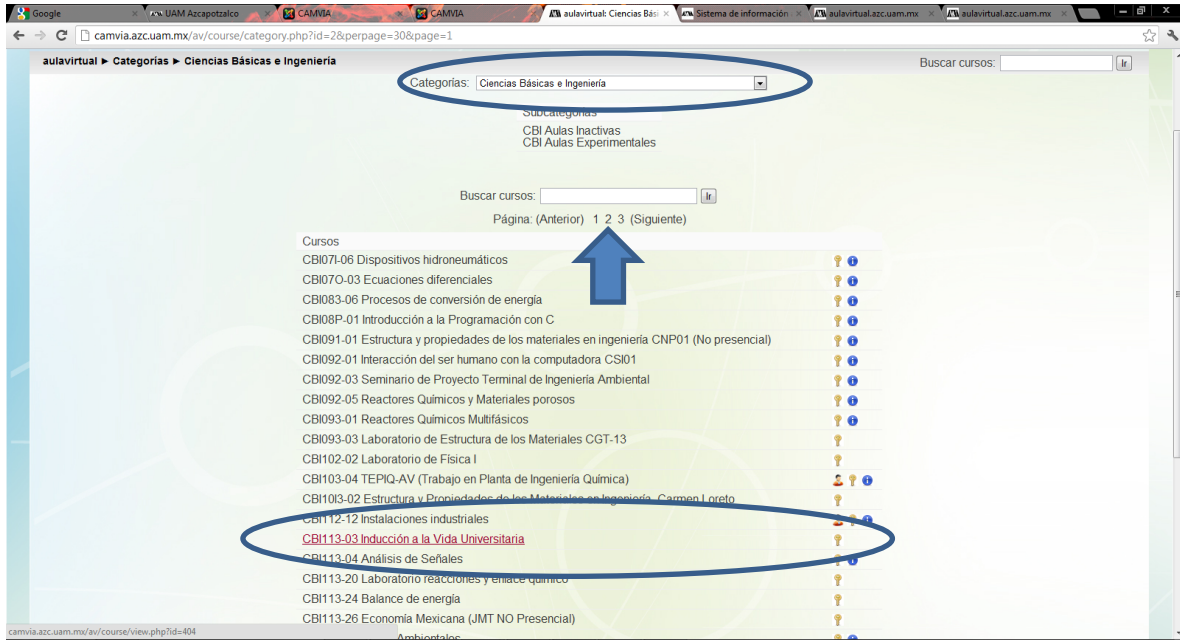 Google UAM Azcapotzalco CAMVIA CAMVIA aulavirtual: Ciencias Bási Sistema de información aulavirtual.azc.uam.mx aulavirtual.azc.uam.mx
camvia.azc.uam.mx/av/course/category.php?id=2&perpage=30&page=1
aulavirtual ► Categorías ► Ciencias Básicas e Ingeniería Buscar cursos: Ir
Categorías: Ciencias Básicas e Ingeniería
Subcategorías
CBI Aulas Inactivas
CBI Aulas Experimentales
Buscar cursos: Ir
Página: (Anterior) 1 2 3 (Siguiente)
Cursos
CBI07I-06 Dispositivos hidroneumáticos
CBI07O-03 Ecuaciones diferenciales
CBI083-06 Procesos de conversión de energía
CBI08P-01 Introducción a la Programación con C
CBI091-01 Estructura y propiedades de los materiales en ingeniería CNP01 (No presencial)
CBI092-01 Interacción del ser humano con la computadora CSI01
CBI092-03 Seminario de Proyecto Terminal de Ingeniería Ambiental
CBI092-05 Reactores Químicos y Materiales porosos
CBI093-01 Reactores Químicos Multifásicos
CBI093-03 Laboratorio de Estructura de los Materiales CGT-13
CBI102-02 Laboratorio de Física I
CBI103-04 TEPIQ-AV (Trabajo en Planta de Ingeniería Química)
CBI10I3-02 Estructura y Propiedades de los Materiales en Ingeniería, Carmen Loreto
CBI112-12 Instalaciones industriales
CBI113-03 Inducción a la Vida Universitaria
CBI113-04 Análisis de Señales
CBI113-20 Laboratorio reacciones y enlace químico
CBI113-24 Balance de energía
CBI113-26 Economía Mexicana (JMT NO Presencial)
camvia.azc.uam.mx/av/course/view.php?id=404 Ambientales